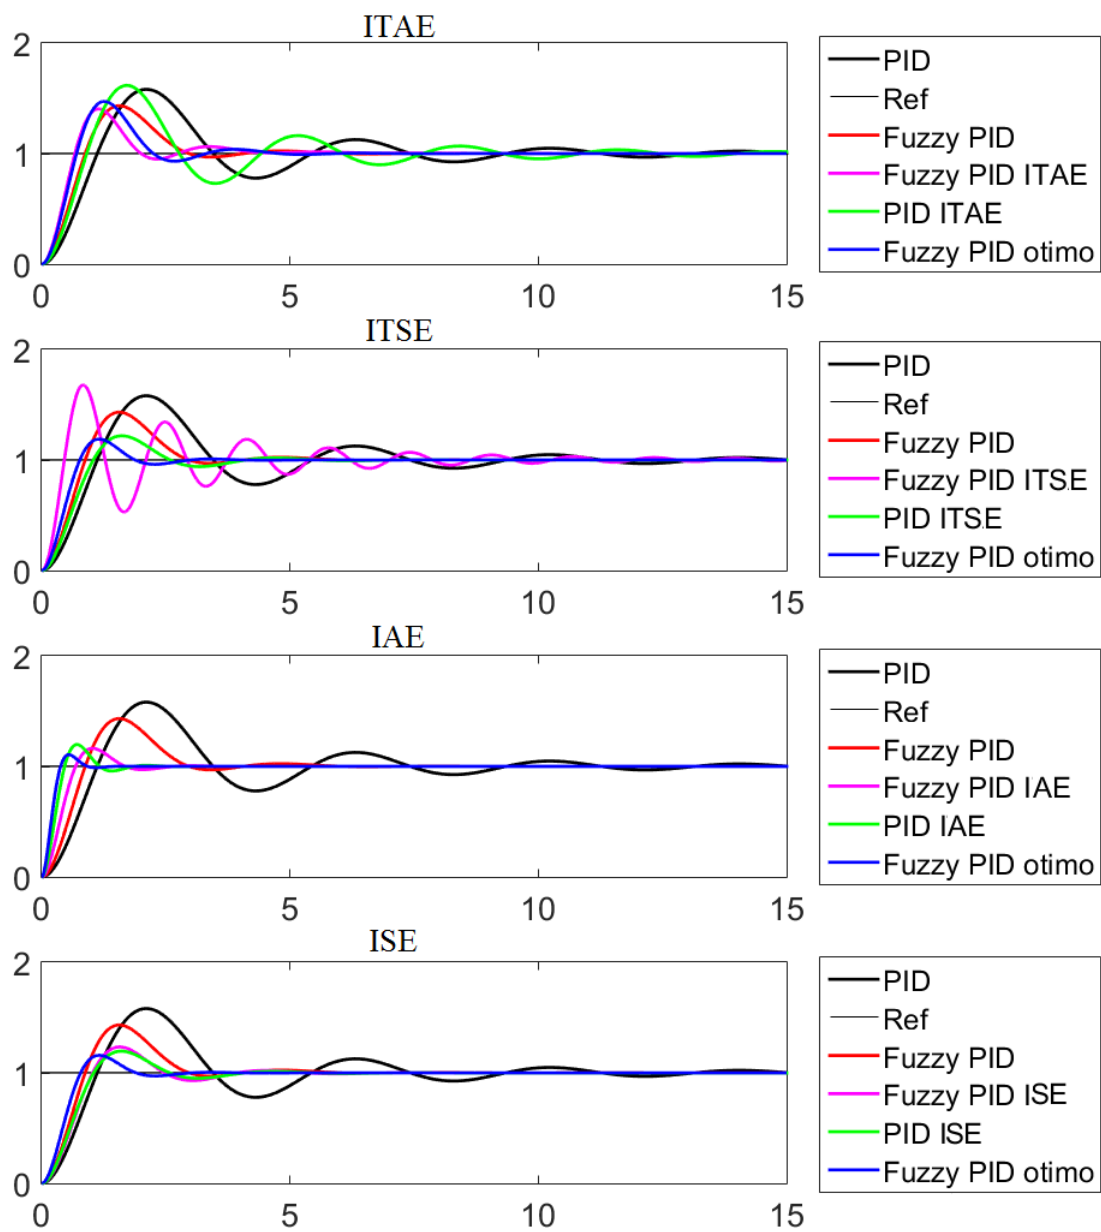 ITAE
2
1
0
0 5 10 15
PID
Ref
Fuzzy PID
Fuzzy PID ITAE
PID ITAE
Fuzzy PID otimo
ITSE
2
1
0
0 5 10 15
PID
Ref
Fuzzy PID
Fuzzy PID ITSE
PID ITSE
Fuzzy PID otimo
IAE
2
1
0
0 5 10 15
PID
Ref
Fuzzy PID
Fuzzy PID IAE
PID IAE
Fuzzy PID otimo
ISE
2
1
0
0 5 10 15
PID
Ref
Fuzzy PID
Fuzzy PID ISE
PID ISE
Fuzzy PID otimo